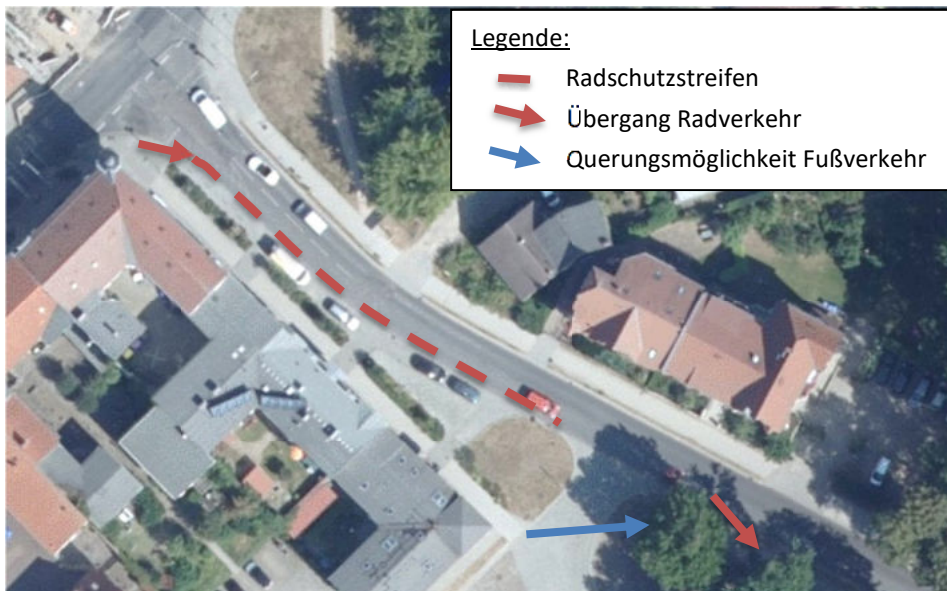 Legende:
Radschutzstreifen
Übergang Radverkehr
Querungsmöglichkeit Fußverkehr